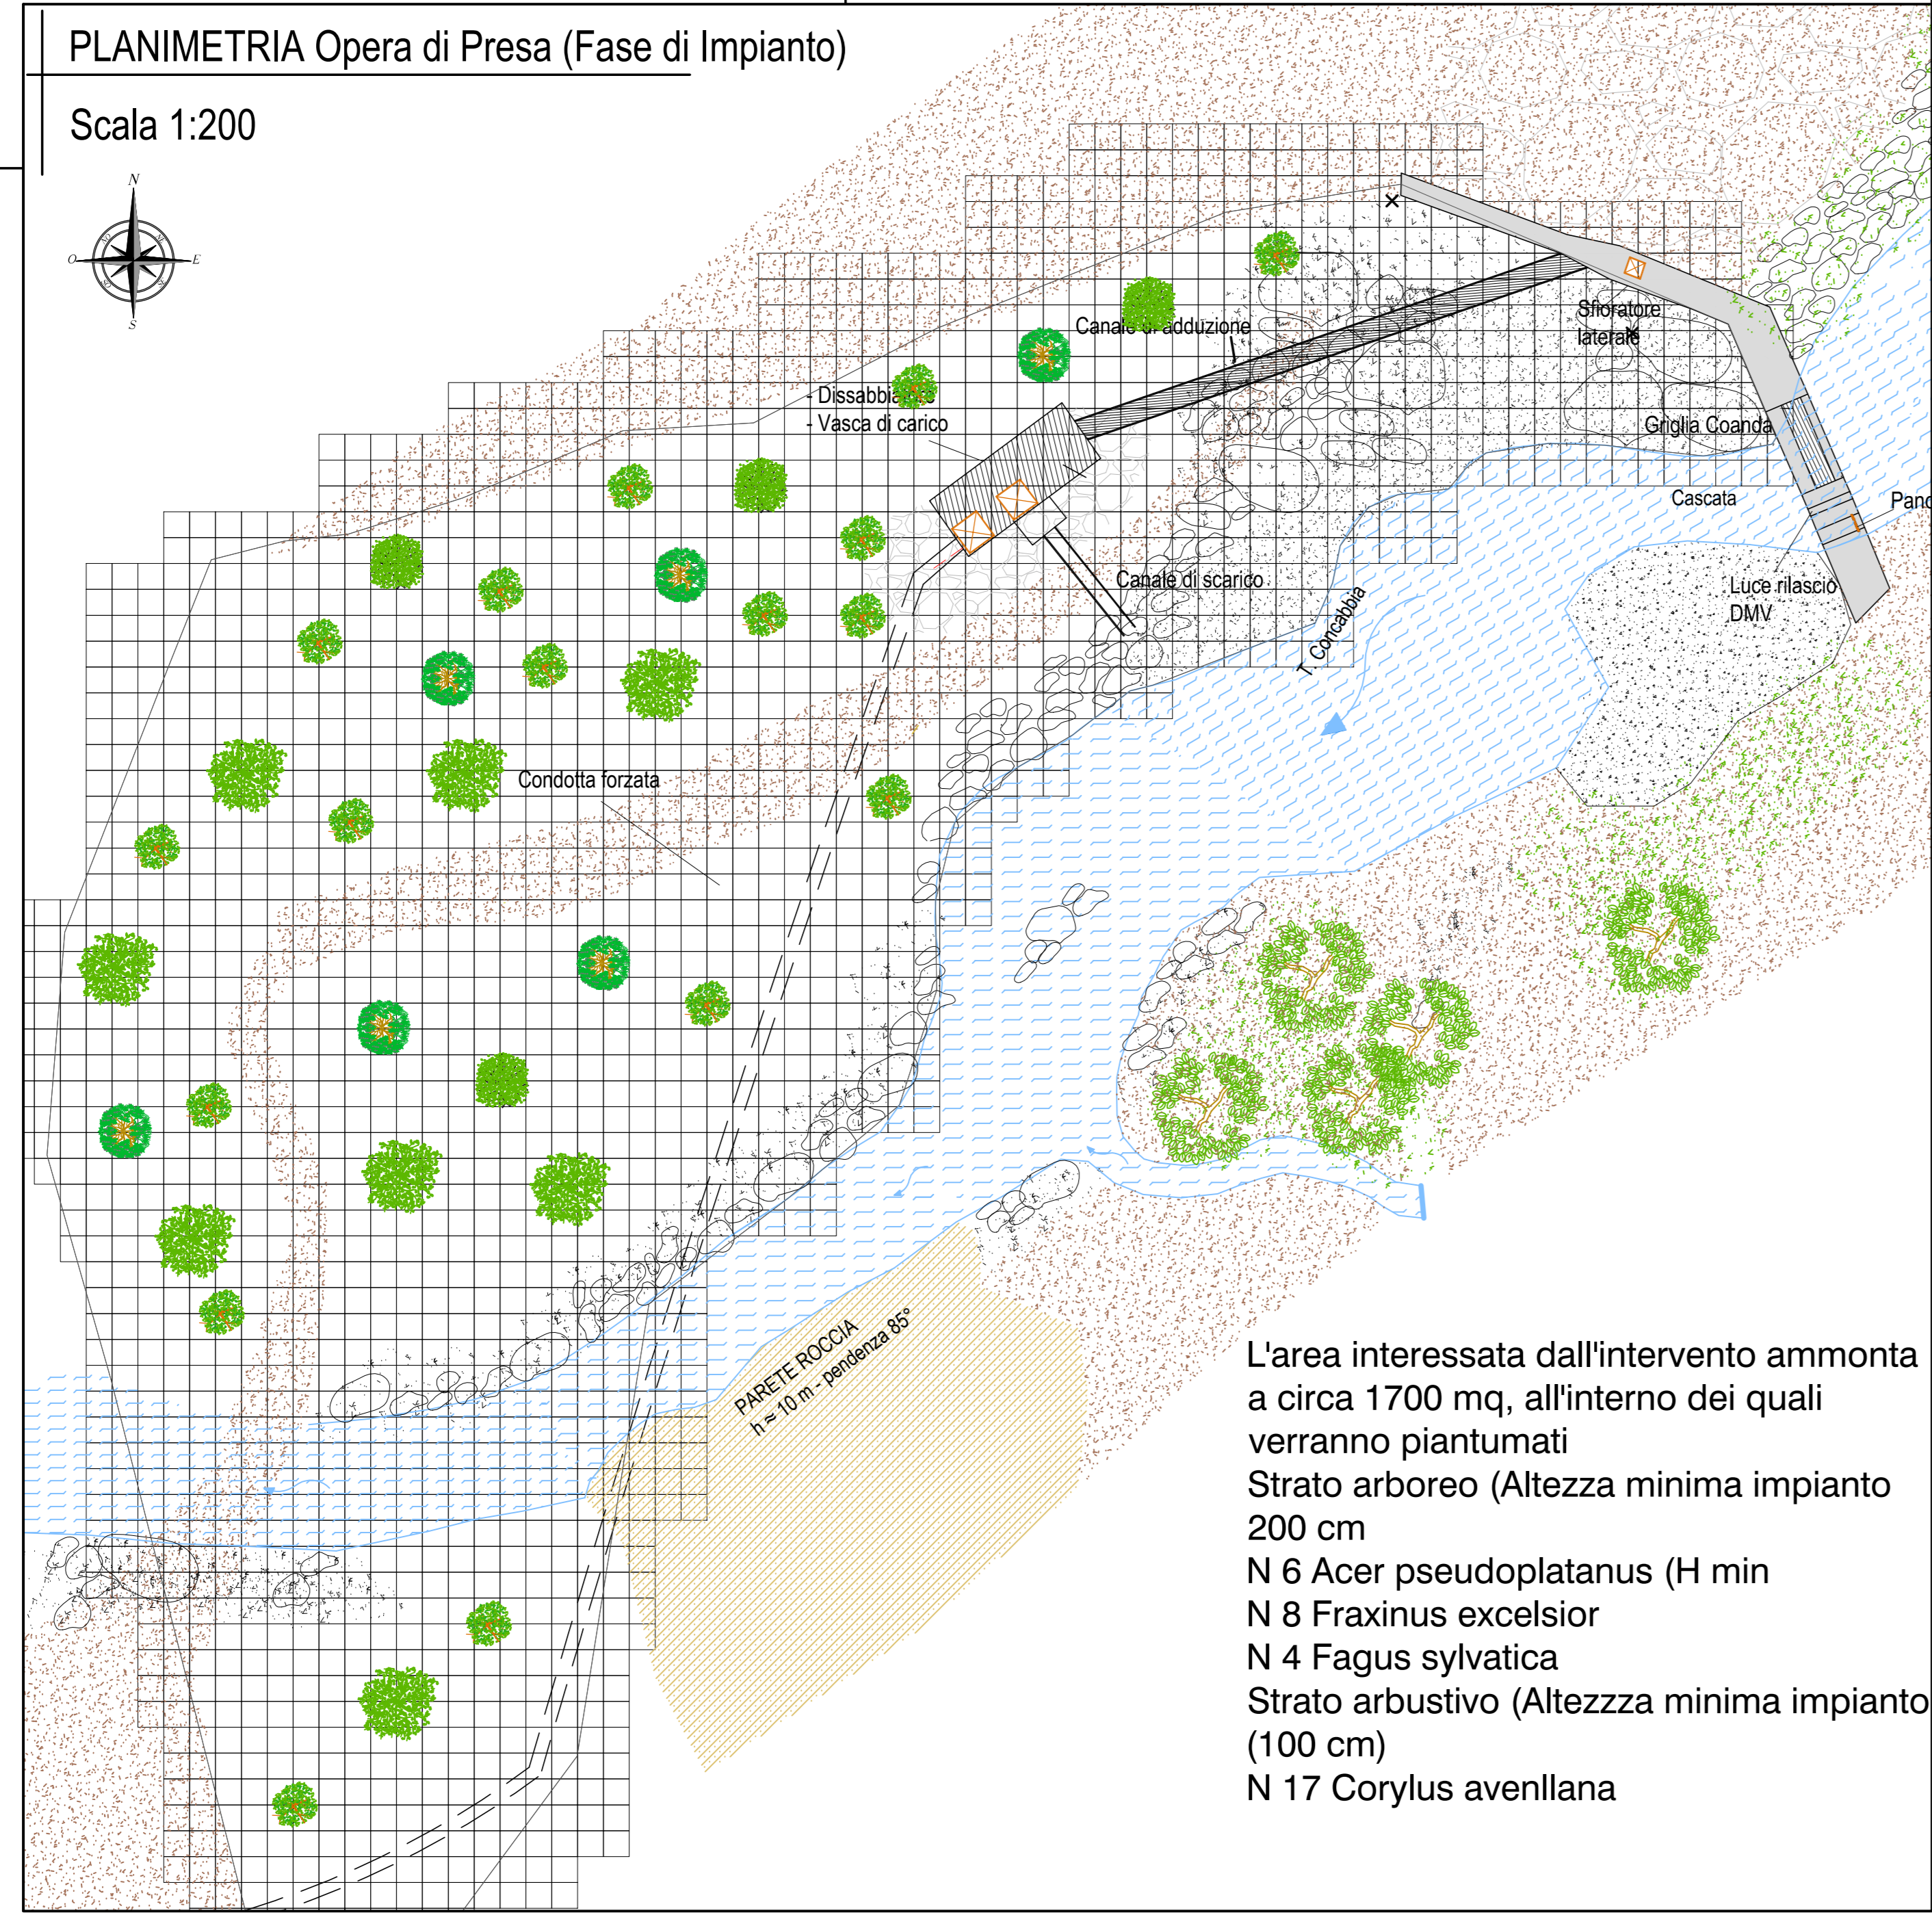 PLANIMETRIA Opera di Presa (Fase di Impianto)
Scala 1:200
N
O
E
S
Canale di adduzione
Sfioratore
laterale
- Vasca di carico
Griglia Coanda
Cascata
Canale di scarico
T. Concabbia
Luce rilascio
DMV
Condotta forzata
PARETE ROCCIA
h ≈ 10 m - pendenza 85°
L'area interessata dall'intervento ammonta
a circa 1700 mq, all'interno dei quali
verranno piantumati
Strato arboreo (Altezza minima impianto
200 cm
N 6 Acer pseudoplatanus (H min
N 8 Fraxinus excelsior
N 4 Fagus sylvatica
Strato arbustivo (Altezzza minima impianto
(100 cm)
N 17 Corylus avenllana